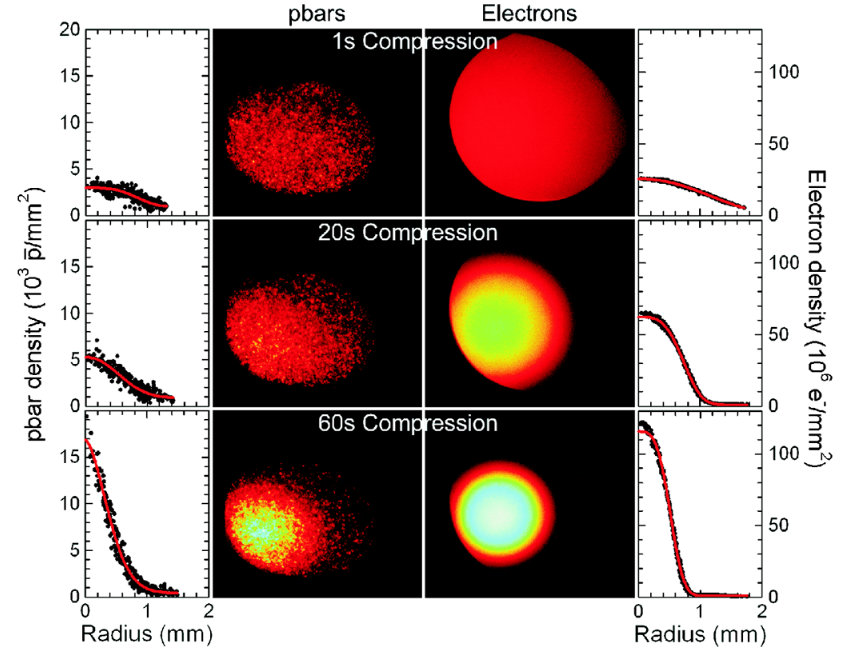 pbars Electrons
1s Compression
20
15
10
5
0
100
50
0
20s Compression
15
10
5
0
100
50
0
60s Compression
15
10
5
0
100
50
0
0 1 2
0 1 2
Radius (mm)
Radius (mm)
pbar density (10³ p̅/mm²)
Electron density (10⁶ e⁻/mm²)